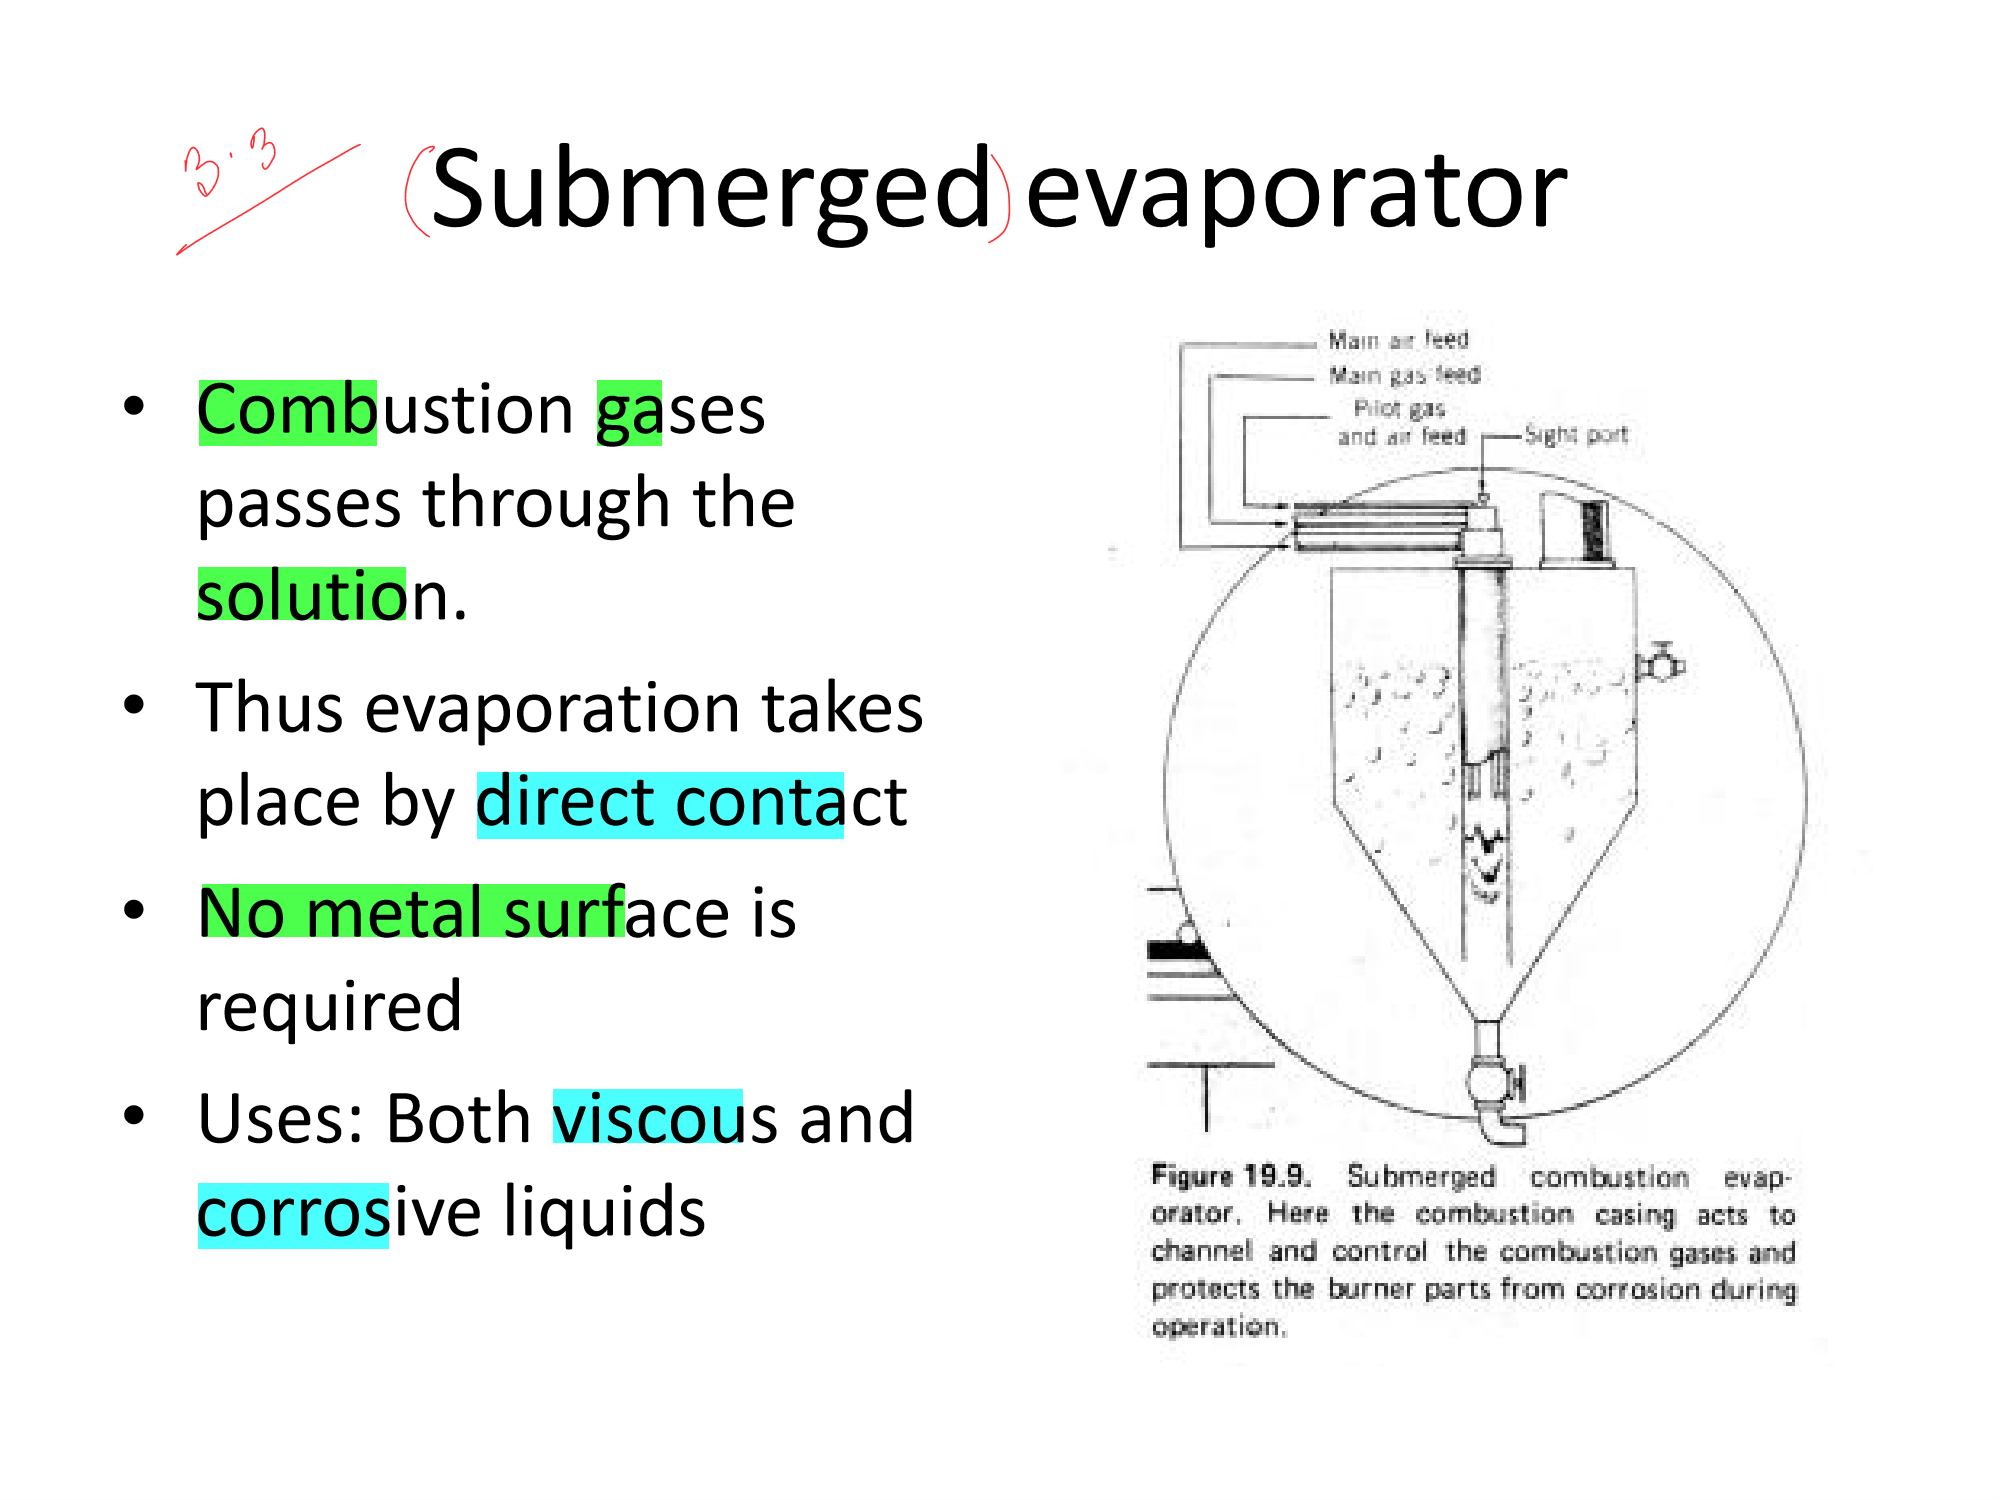 3.3
(Submerged) evaporator
• Combustion gases
passes through the
solution.
• Thus evaporation takes
place by direct contact
• No metal surface is
required
• Uses: Both viscous and
corrosive liquids
Main air feed
Main gas feed
Pilot gas
and air feed
Sight port
Figure 19.9. Submerged combustion evap-
orator. Here the combustion casing acts to
channel and control the combustion gases and
protects the burner parts from corrosion during
operation.